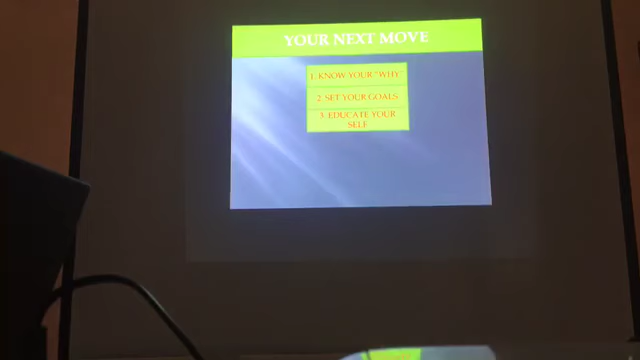 YOUR NEXT MOVE
1. KNOW YOUR "WHY"
2. SET YOUR GOALS
3. EDUCATE YOUR
SELF